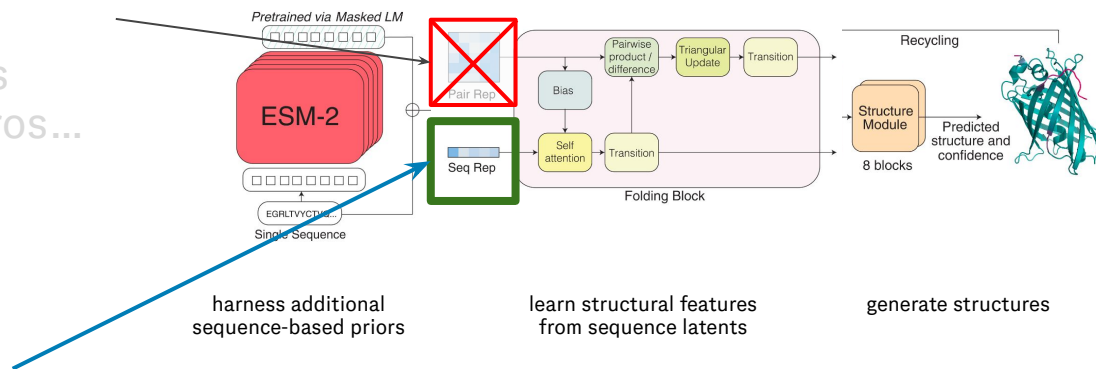 Pretrained via Masked LM
s
ros...
ESM-2
EGRLTVYCTV
Single Sequence
Pair Rep
Seq Rep
Bias
Self
attention
Pairwise
product /
difference
Transition
Triangular
Update
Transition
Folding Block
Recycling
Structure
Module
8 blocks
Predicted
structure and
confidence
harness additional
sequence-based priors
learn structural features
from sequence latents
generate structures